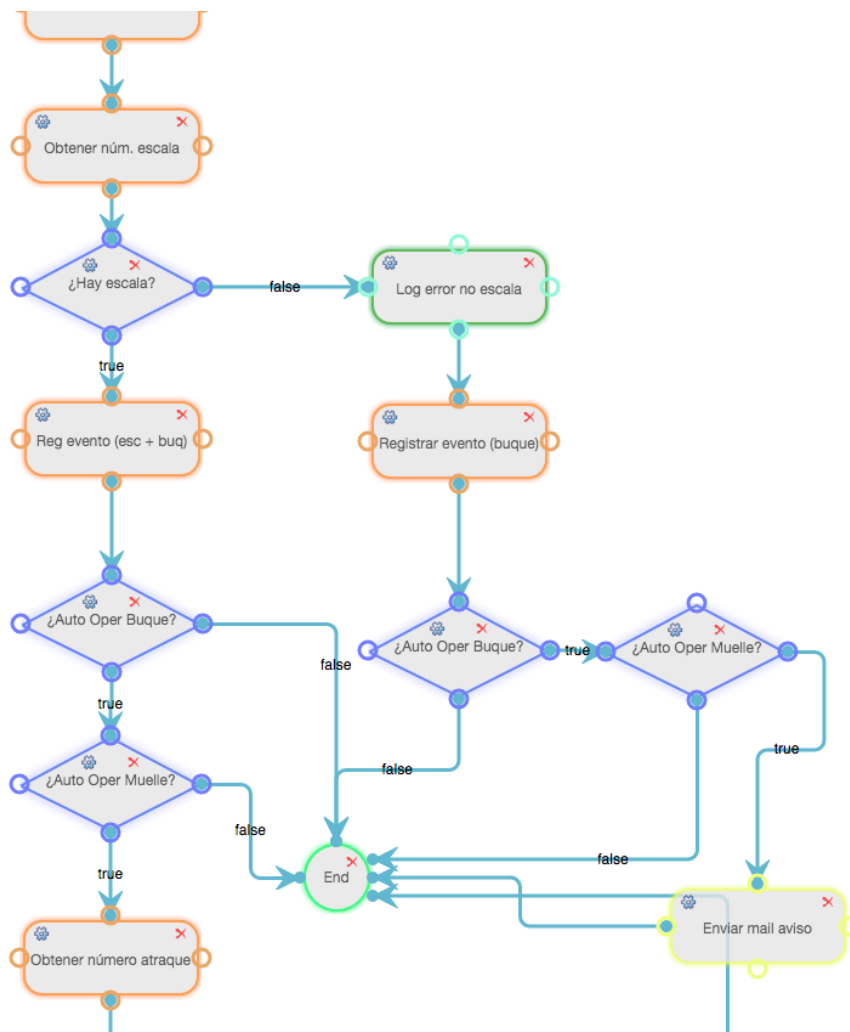 Obtener núm. escala
¿Hay escala?
false
Log error no escala
true
Reg evento (esc + buq)
Registrar evento (buque)
¿Auto Oper Buque?
false
¿Auto Oper Buque?
true
¿Auto Oper Muelle?
true
true
false
¿Auto Oper Muelle?
false
false
true
End
Obtener número atraque
Enviar mail aviso